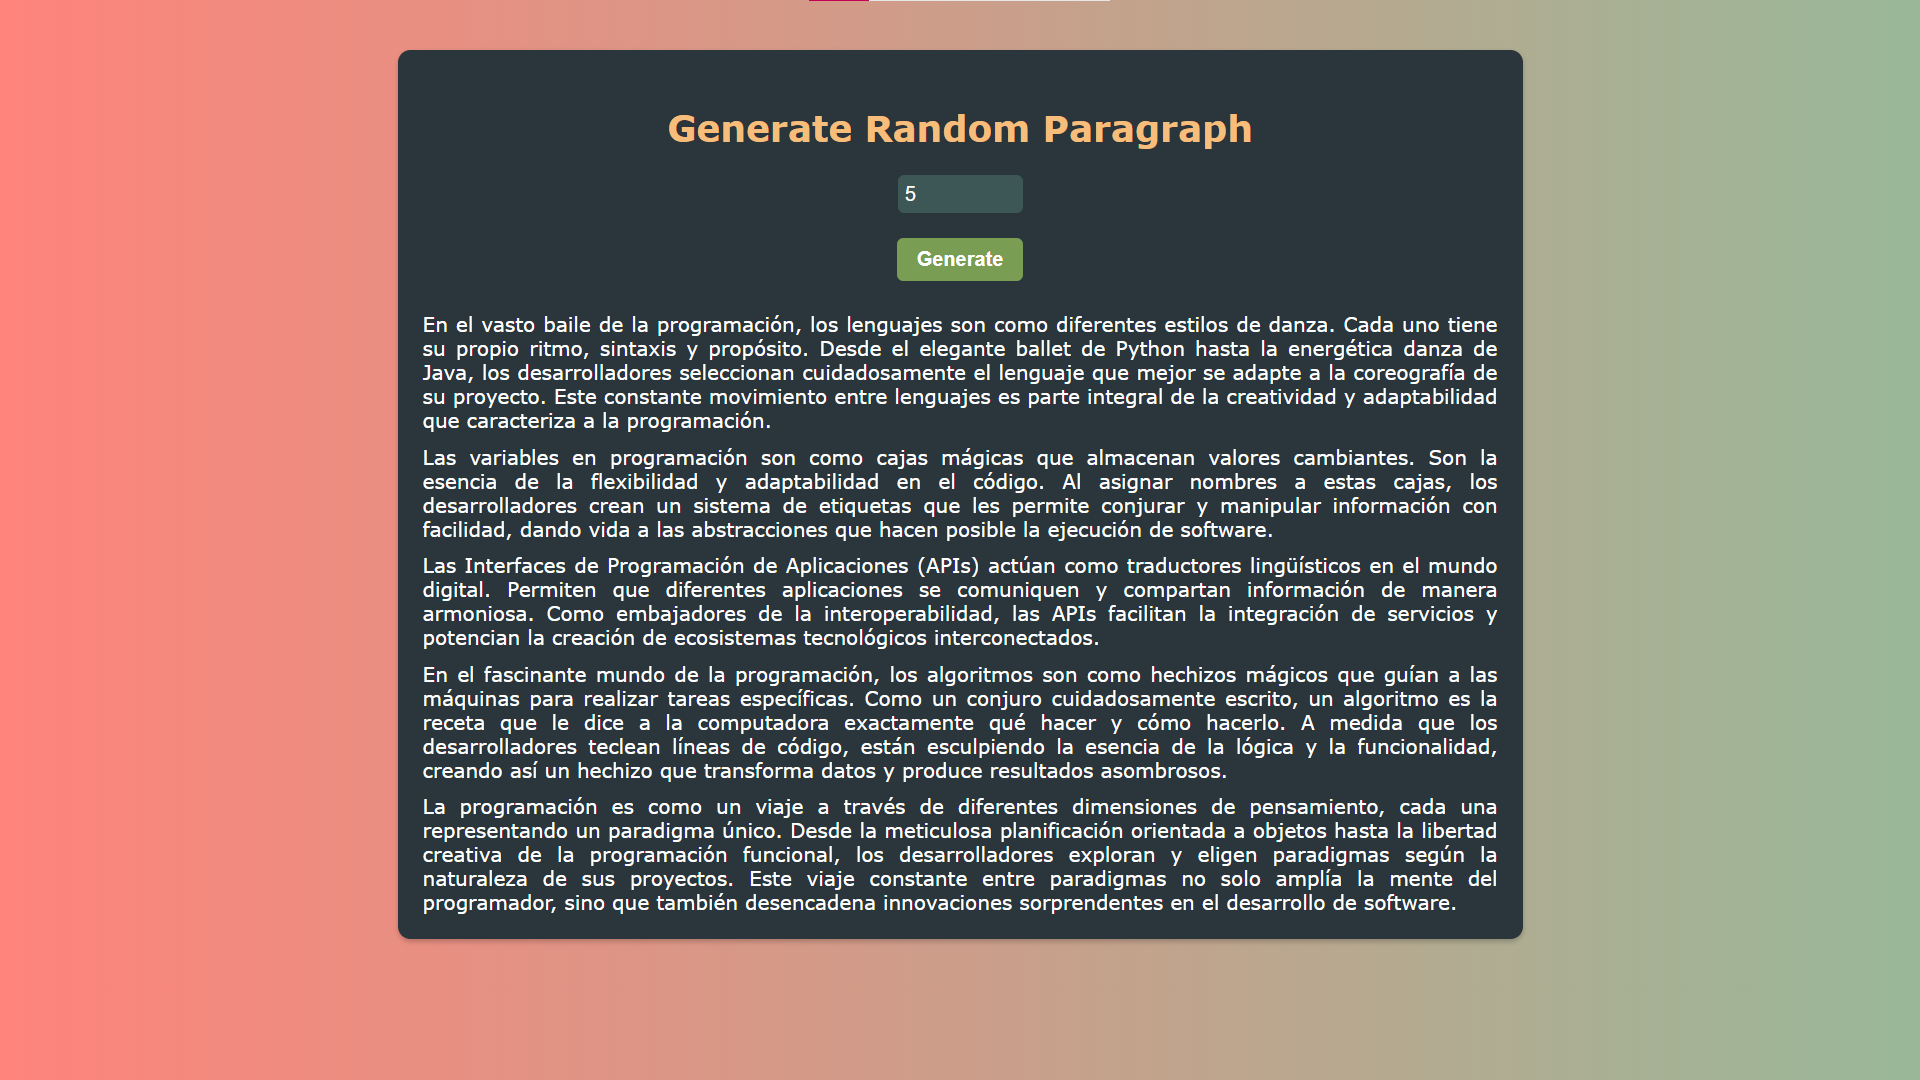 Generate Random Paragraph
5
Generate
En el vasto baile de la programación, los lenguajes son como diferentes estilos de danza. Cada uno tiene
su propio ritmo, sintaxis y propósito. Desde el elegante ballet de Python hasta la energética danza de
Java, los desarrolladores seleccionan cuidadosamente el lenguaje que mejor se adapte a la coreografía de
su proyecto. Este constante movimiento entre lenguajes es parte integral de la creatividad y adaptabilidad
que caracteriza a la programación.
Las variables en programación son como cajas mágicas que almacenan valores cambiantes. Son la
esencia de la flexibilidad y adaptabilidad en el código. Al asignar nombres a estas cajas, los
desarrolladores crean un sistema de etiquetas que les permite conjurar y manipular información con
facilidad, dando vida a las abstracciones que hacen posible la ejecución de software.
Las Interfaces de Programación de Aplicaciones (APIs) actúan como traductores lingüísticos en el mundo
digital. Permiten que diferentes aplicaciones se comuniquen y compartan información de manera
armoniosa. Como embajadores de la interoperabilidad, las APIs facilitan la integración de servicios y
potencian la creación de ecosistemas tecnológicos interconectados.
En el fascinante mundo de la programación, los algoritmos son como hechizos mágicos que guían a las
máquinas para realizar tareas específicas. Como un conjuro cuidadosamente escrito, un algoritmo es la
receta que le dice a la computadora exactamente qué hacer y cómo hacerlo. A medida que los
desarrolladores teclean líneas de código, están esculpiendo la esencia de la lógica y la funcionalidad,
creando así un hechizo que transforma datos y produce resultados asombrosos.
La programación es como un viaje a través de diferentes dimensiones de pensamiento, cada una
representando un paradigma único. Desde la meticulosa planificación orientada a objetos hasta la libertad
creativa de la programación funcional, los desarrolladores exploran y eligen paradigmas según la
naturaleza de sus proyectos. Este viaje constante entre paradigmas no solo amplía la mente del
programador, sino que también desencadena innovaciones sorprendentes en el desarrollo de software.